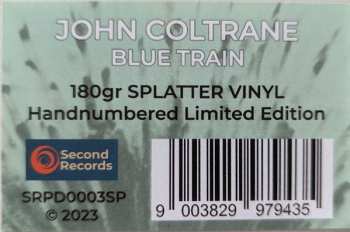 JOHN COLTRANE
BLUE TRAIN
180gr SPLATTER VINYL
Handnumbered Limited Edition
Second
Records
SRPD0003SP
© 2023
9 003829 979435